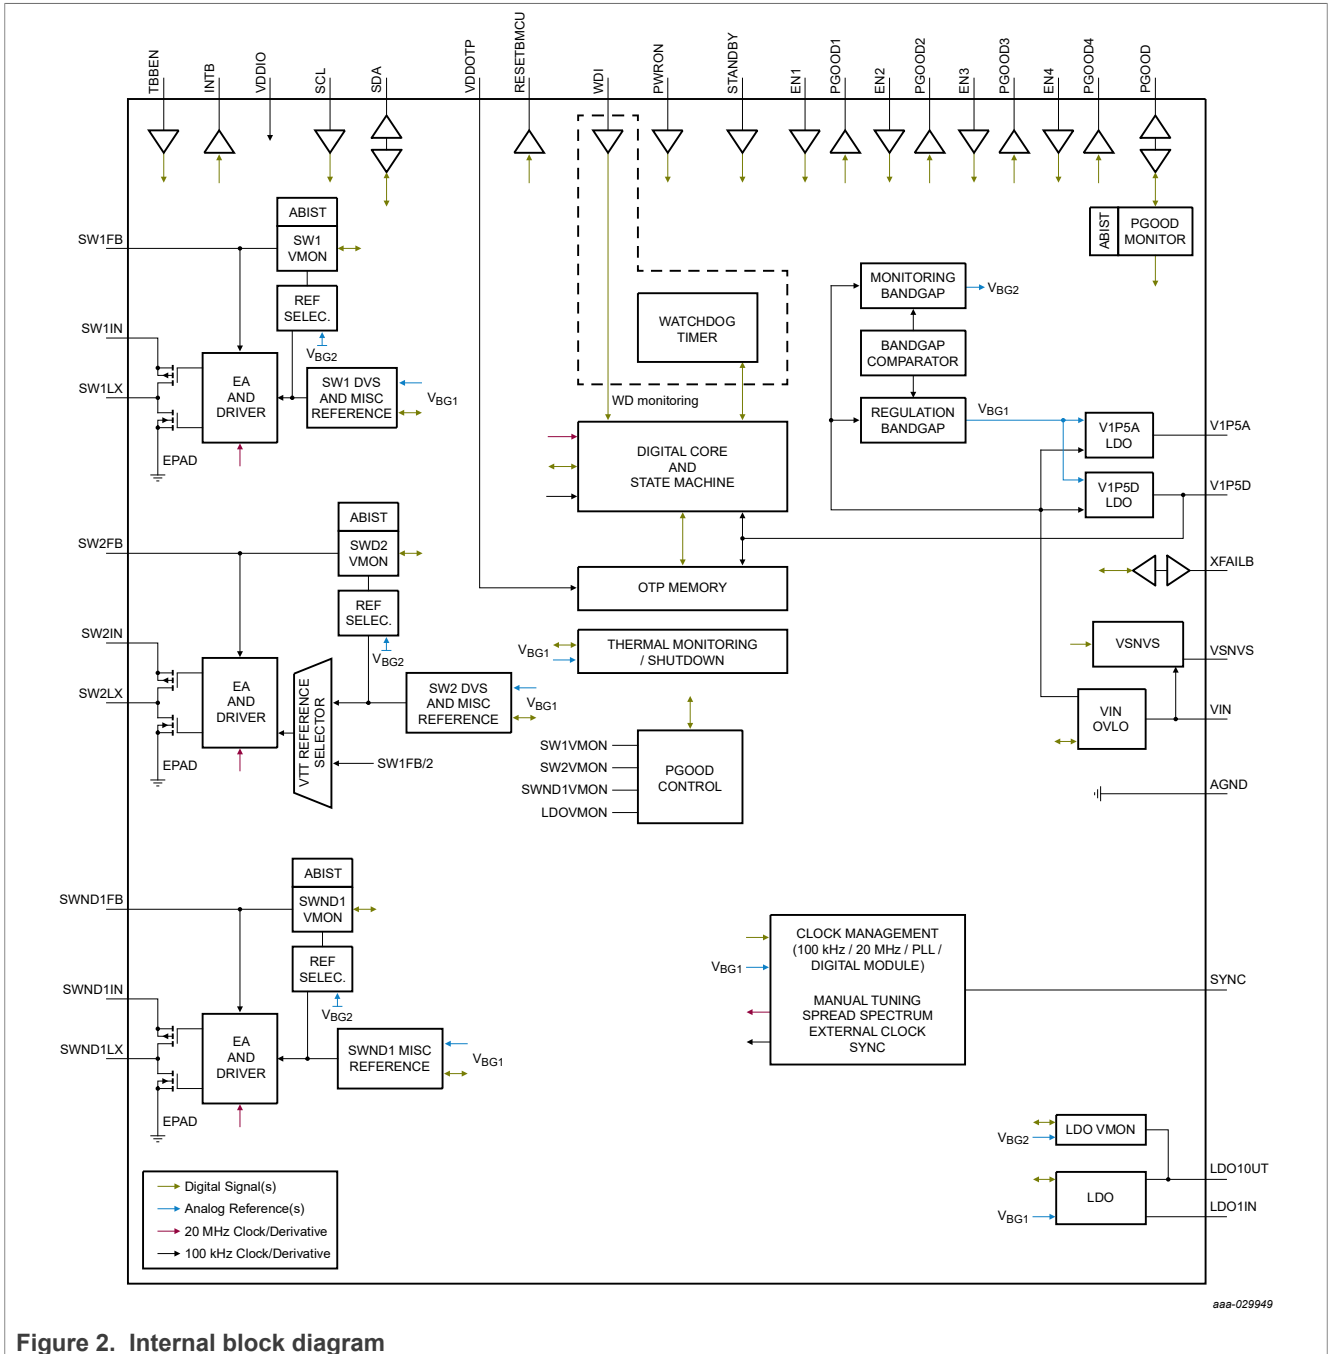 TBBEN
INTB
VDDIO
SCL
SDA
VDDOTP
RESETBMCU
WDI
PWRON
STANDBY
EN1
PGOOD1
EN2
PGOOD2
EN3
PGOOD3
EN4
PGOOD4
PGOOD
ABIST
PGOOD
MONITOR
SW1FB
ABIST
SW1
VMON
REF
SELEC.
VBG2
SW1IN
SW1LX
EA
AND
DRIVER
SW1 DVS
AND MISC
REFERENCE
VBG1
EPAD
WATCHDOG
TIMER
WD monitoring
DIGITAL CORE
AND
STATE MACHINE
OTP MEMORY
VBG1
THERMAL MONITORING
/ SHUTDOWN
MONITORING
BANDGAP
VBG2
BANDGAP
COMPARATOR
REGULATION
BANDGAP
VBG1
V1P5A
LDO
V1P5A
V1P5D
LDO
V1P5D
XFAILB
VSNVS
VSNVS
VIN
OVLO
VIN
AGND
SW2FB
ABIST
SWD2
VMON
REF
SELEC.
VBG2
SW2IN
SW2LX
EA
AND
DRIVER
VTT REFERENCE
SELECTOR
SW2 DVS
AND MISC
REFERENCE
VBG1
SW1FB/2
EPAD
SW1VMON
SW2VMON
SWND1VMON
LDOVMON
PGOOD
CONTROL
SWND1FB
ABIST
SWND1
VMON
REF
SELEC.
VBG2
SWND1IN
SWND1LX
EA
AND
DRIVER
SWND1 MISC
REFERENCE
VBG1
EPAD
VBG1
CLOCK MANAGEMENT
(100 kHz / 20 MHz / PLL /
DIGITAL MODULE)
MANUAL TUNING
SPREAD SPECTRUM
EXTERNAL CLOCK
SYNC
SYNC
VBG2
LDO VMON
VBG1
LDO
LDO10UT
LDO1IN
Digital Signal(s)
Analog Reference(s)
20 MHz Clock/Derivative
100 kHz Clock/Derivative
aaa-029949
Figure 2. Internal block diagram